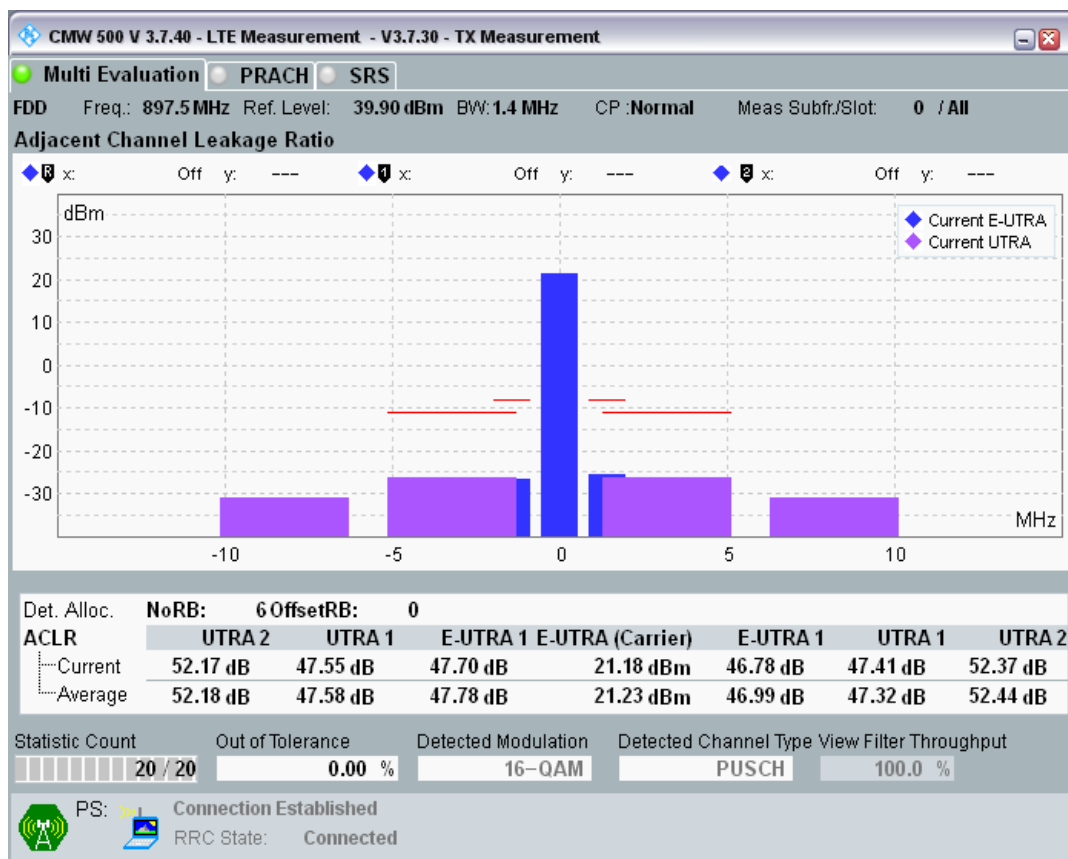 CMW 500 V 3.7.40 - LTE Measurement - V3.7.30 - TX Measurement
Multi Evaluation PRACH SRS
FDD Freq.: 897.5 MHz Ref. Level: 39.90 dBm BW: 1.4 MHz CP :Normal Meas Subfr./Slot: 0 / All
Adjacent Channel Leakage Ratio
R x: Off y: --- 1 x: Off y: --- 2 x: Off y: ---
dBm
Current E-UTRA
Current UTRA
30
20
10
0
-10
-20
-30
MHz
-10 -5 0 5 10
Det. Alloc. NoRB: 6 OffsetRB: 0
ACLR UTRA 2 UTRA 1 E-UTRA 1 E-UTRA (Carrier) E-UTRA 1 UTRA 1 UTRA 2
Current 52.17 dB 47.55 dB 47.70 dB 21.18 dBm 46.78 dB 47.41 dB 52.37 dB
Average 52.18 dB 47.58 dB 47.78 dB 21.23 dBm 46.99 dB 47.32 dB 52.44 dB
Statistic Count Out of Tolerance Detected Modulation Detected Channel Type View Filter Throughput
20 / 20 0.00 % 16-QAM PUSCH 100.0 %
PS: Connection Established
RRC State: Connected